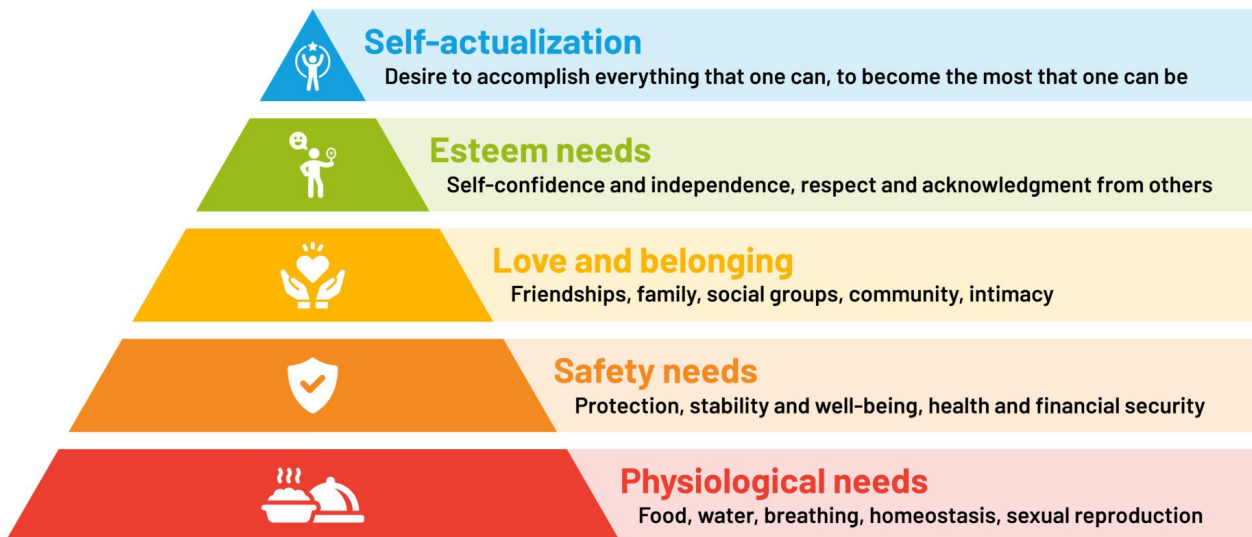 Self-actualization
Desire to accomplish everything that one can, to become the most that one can be
Esteem needs
Self-confidence and independence, respect and acknowledgment from others
Love and belonging
Friendships, family, social groups, community, intimacy
Safety needs
Protection, stability and well-being, health and financial security
Physiological needs
Food, water, breathing, homeostasis, sexual reproduction